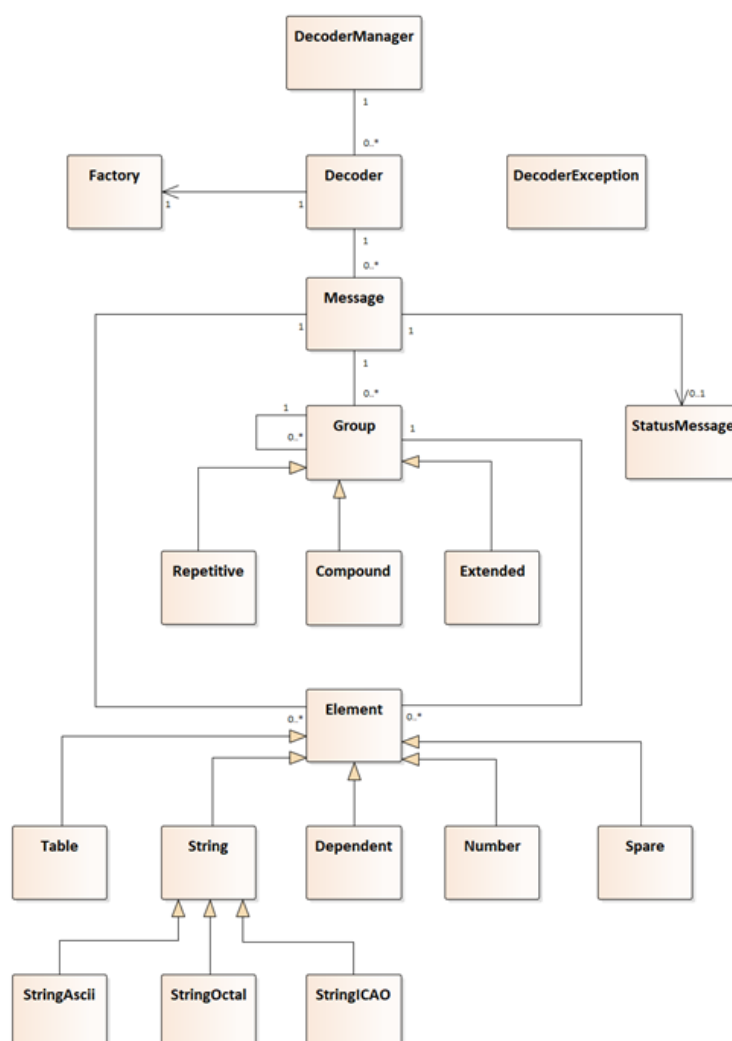 DecoderManager
1
0..*
Factory
Decoder
DecoderException
1
1
1
0..*
Message
1
1
1
0..1
0..*
StatusMessage
Group
1
1
0..*
Repetitive
Compound
Extended
Element
0..*
0..*
Table
String
Dependent
Number
Spare
StringAscii
StringOctal
StringICAO